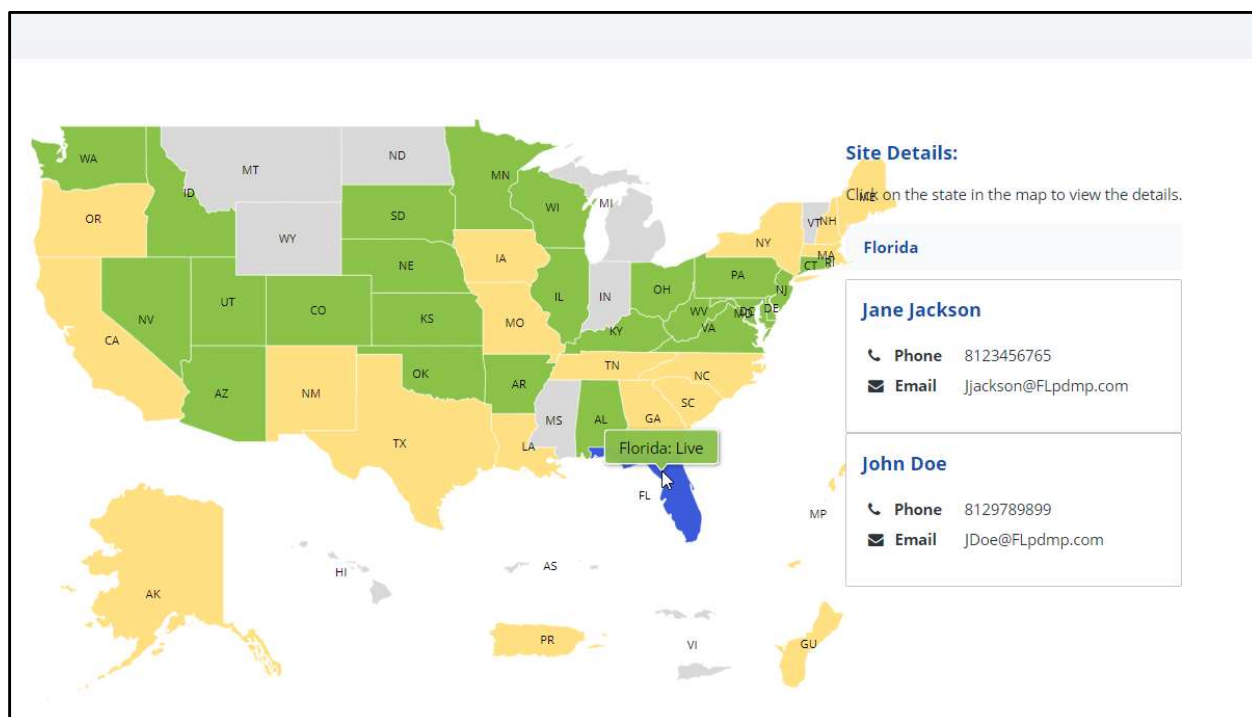 WA
MT
ND
MN
ID
OR
SD
WI
MI
WY
NY
VT
NH
ME
MA
IA
NE
PA
CT
RI
NV
UT
CO
IL
IN
OH
NJ
KS
MO
WV
VA
MD
DC
DE
KY
CA
AZ
NM
OK
AR
TN
NC
SC
TX
LA
MS
AL
GA
Florida: Live
FL
MP
AK
HI
AS
PR
VI
GU
Site Details:
Click on the state in the map to view the details.
Florida
Jane Jackson
Phone 8123456765
Email Jjackson@FLpdmp.com
John Doe
Phone 8129789899
Email JDoe@FLpdmp.com